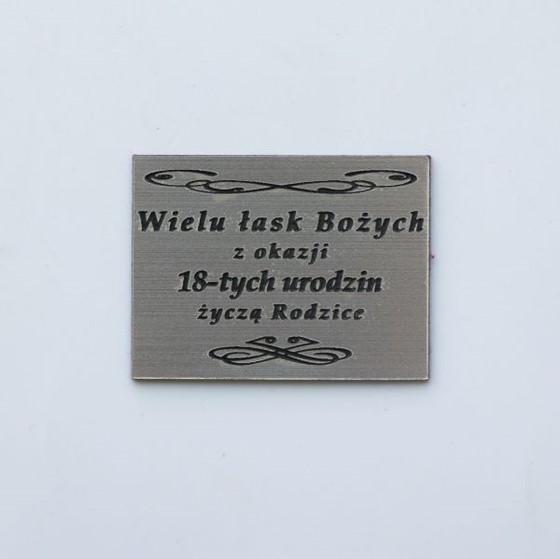 Wielu łask Bożych
z okazji
18-tych urodzin
życzą Rodzice